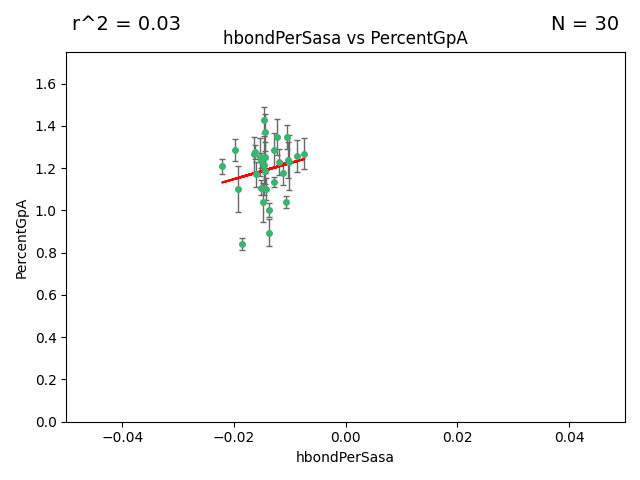 r^2 = 0.03
N = 30
hbondPerSasa vs PercentGpA
PercentGpA
1.6
1.4
1.2
1.0
0.8
0.6
0.4
0.2
0.0
−0.04
−0.02
0.00
0.02
0.04
hbondPerSasa